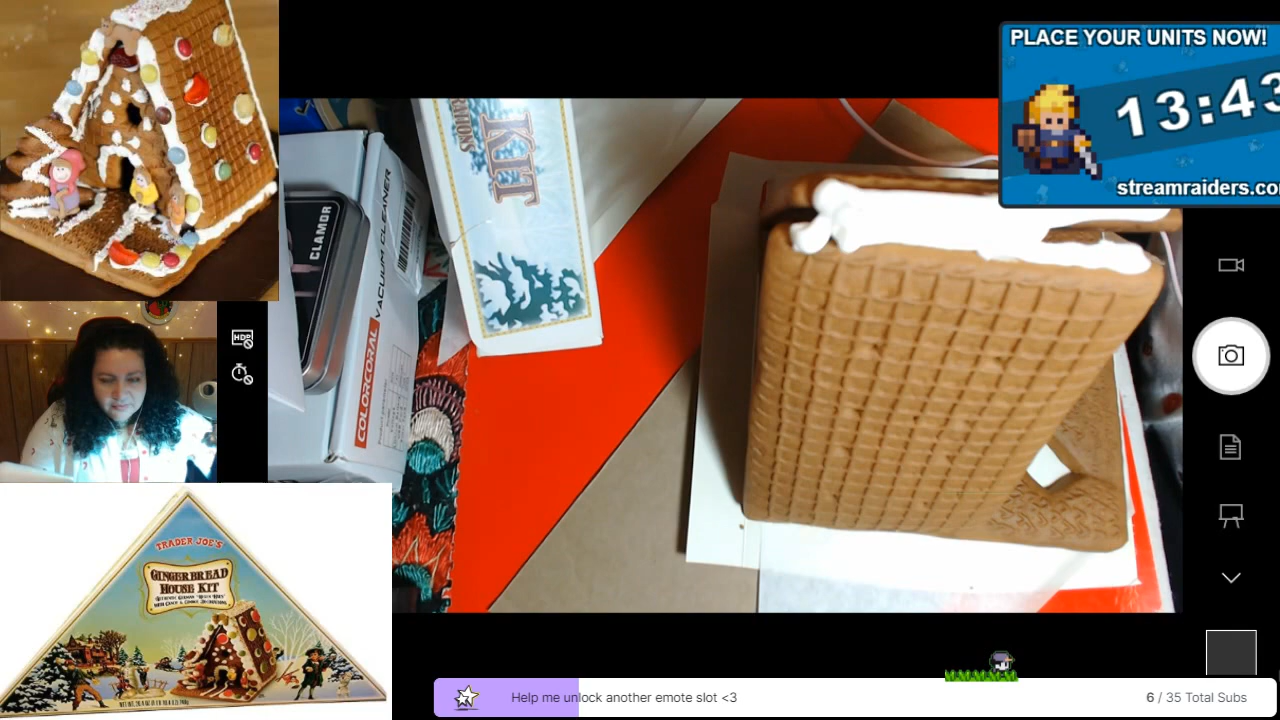 PLACE YOUR UNITS NOW!
13:43
streamraiders.co
KIT
CLAMOR
COLORCORAL VACUUM CLEANER
HDR
TRADER JOE'S
GINGERBREAD
HOUSE KIT
Help me unlock another emote slot <3
6 / 35 Total Subs